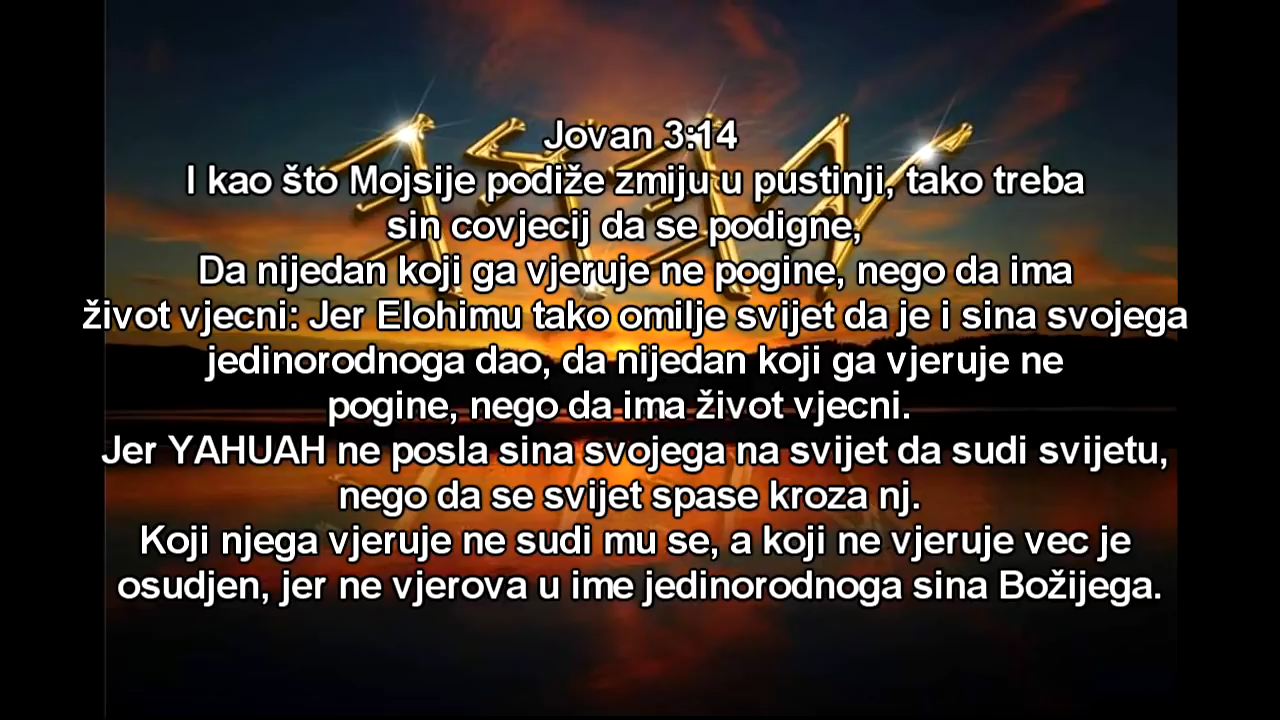 Jovan 3:14
I kao što Mojsije podiže zmiju u pustinji, tako treba
sin covjecij da se podigne,
Da nijedan koji ga vjeruje ne pogine, nego da ima
život vjecni: Jer Elohimu tako omilje svijet da je i sina svojega
jedinorodnoga dao, da nijedan koji ga vjeruje ne
pogine, nego da ima život vjecni.
Jer YAHUAH ne posla sina svojega na svijet da sudi svijetu,
nego da se svijet spase kroza nj.
Koji njega vjeruje ne sudi mu se, a koji ne vjeruje vec je
osudjen, jer ne vjerova u ime jedinorodnoga sina Božijega.